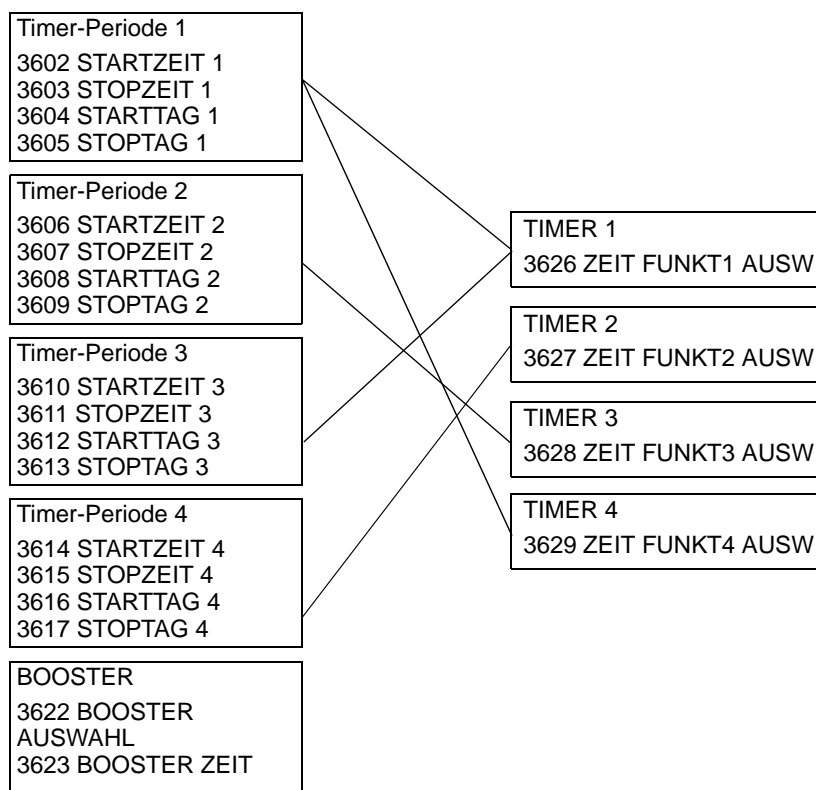 Timer-Periode 1
3602 STARTZEIT 1
3603 STOPZEIT 1
3604 STARTTAG 1
3605 STOPTAG 1
Timer-Periode 2
3606 STARTZEIT 2
3607 STOPZEIT 2
3608 STARTTAG 2
3609 STOPTAG 2
Timer-Periode 3
3610 STARTZEIT 3
3611 STOPZEIT 3
3612 STARTTAG 3
3613 STOPTAG 3
Timer-Periode 4
3614 STARTZEIT 4
3615 STOPZEIT 4
3616 STARTTAG 4
3617 STOPTAG 4
BOOSTER
3622 BOOSTER
AUSWAHL
3623 BOOSTER ZEIT
TIMER 1
3626 ZEIT FUNKT1 AUSW
TIMER 2
3627 ZEIT FUNKT2 AUSW
TIMER 3
3628 ZEIT FUNKT3 AUSW
TIMER 4
3629 ZEIT FUNKT4 AUSW